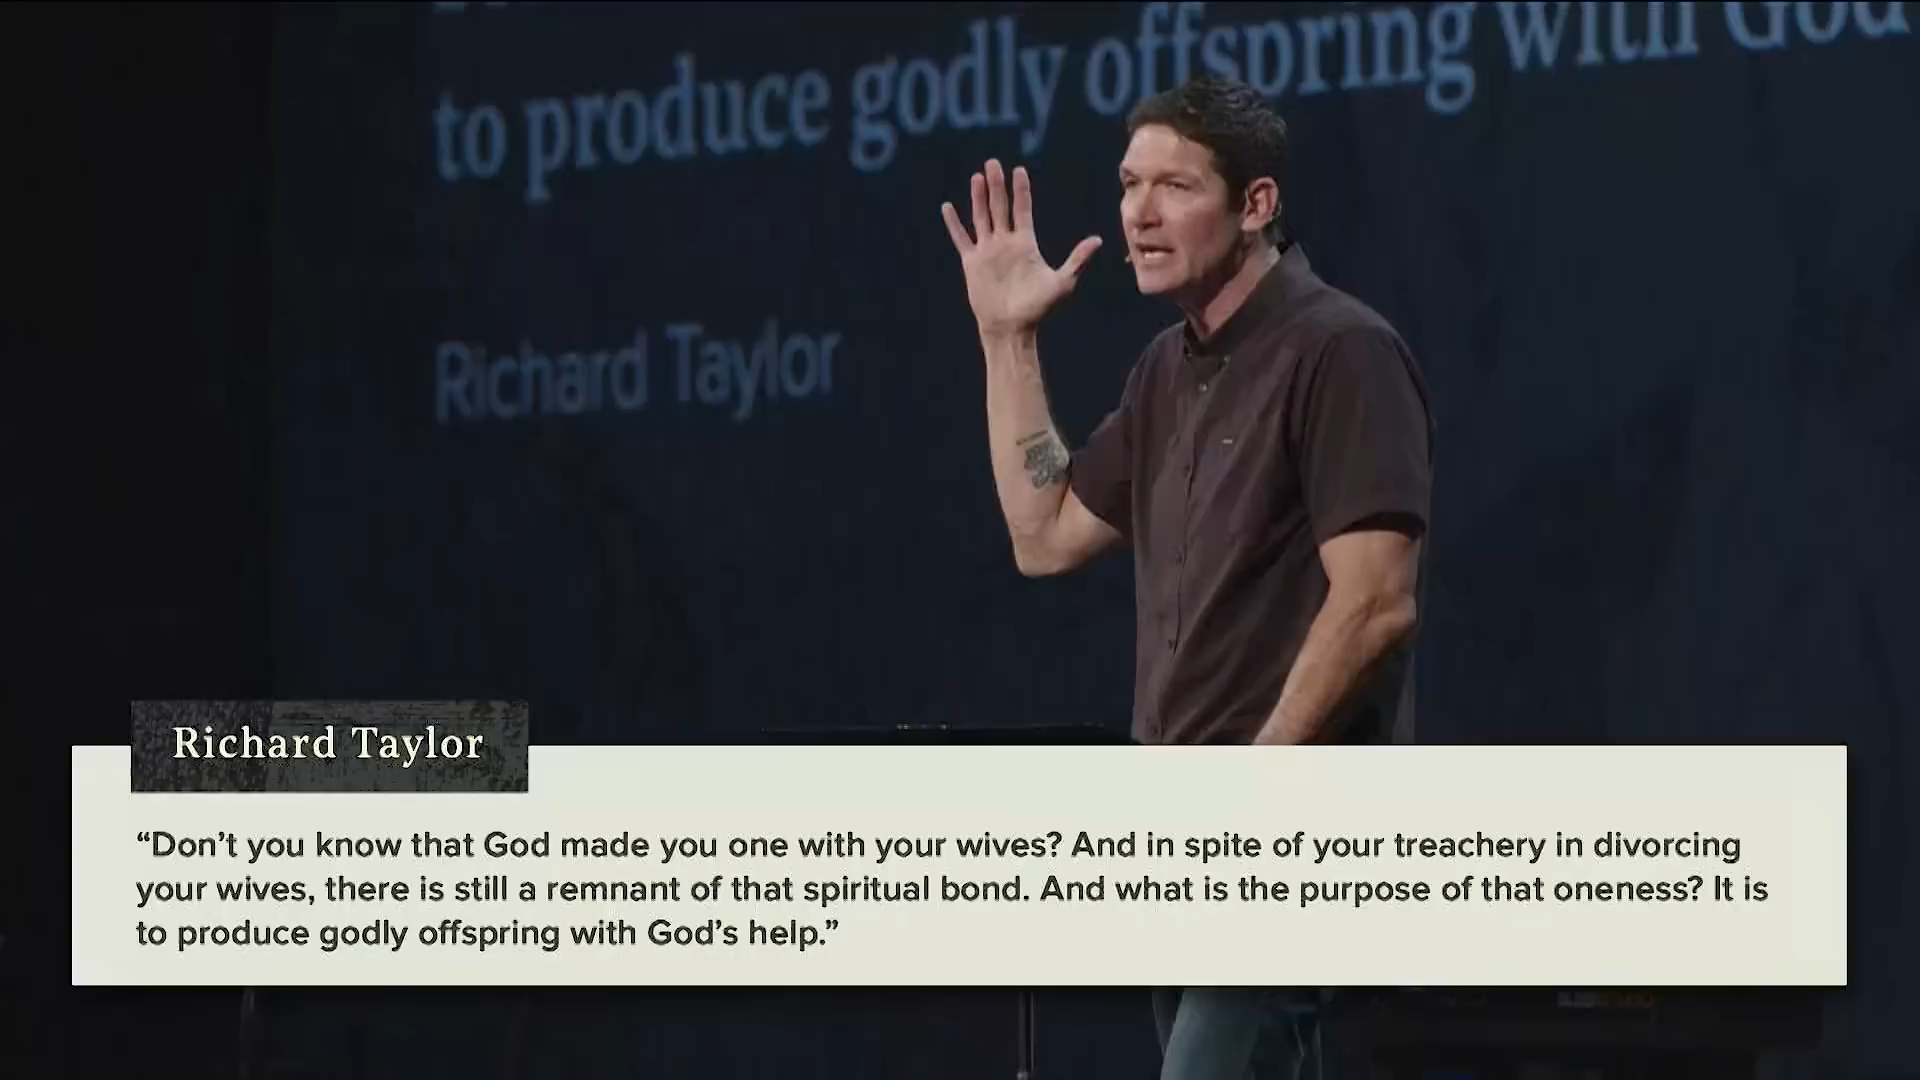 to produce godly offspring with God
Richard Taylor
Richard Taylor
“Don’t you know that God made you one with your wives? And in spite of your treachery in divorcing
your wives, there is still a remnant of that spiritual bond. And what is the purpose of that oneness? It is
to produce godly offspring with God’s help.”